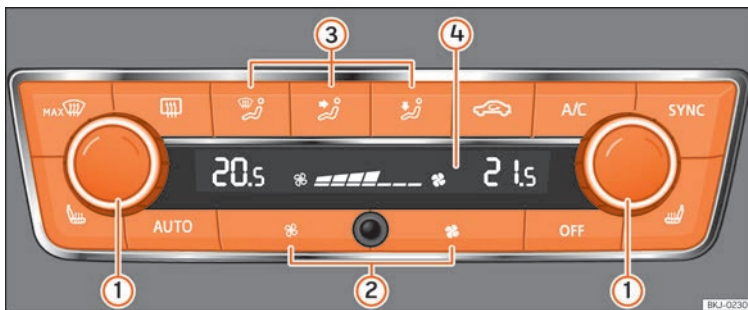 3 4
MAX A/C SYNC
20.5 21.5
AUTO OFF
1 2 1
BKJ-0230